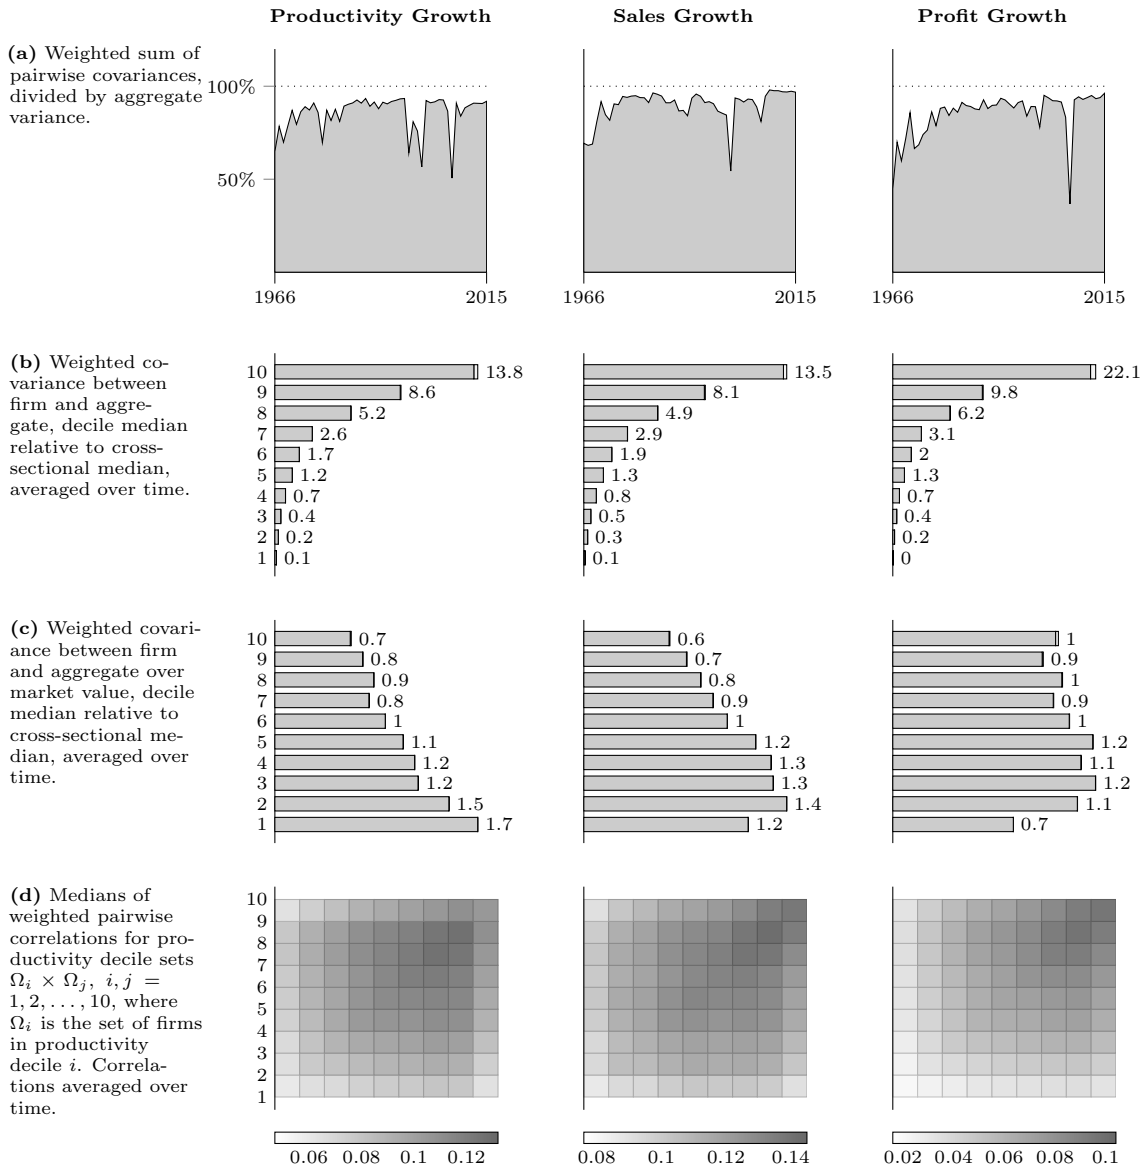 Productivity Growth Sales Growth Profit Growth
(a) Weighted sum of
pairwise covariances,
divided by aggregate
variance.
100%
50%
1966 2015 1966 2015 1966 2015
(b) Weighted co-
variance between
firm and aggre-
gate, decile median
relative to cross-
sectional median,
averaged over time.
10 13.8 13.5 22.1
9 8.6 8.1 9.8
8 5.2 4.9 6.2
7 2.6 2.9 3.1
6 1.7 1.9 2
5 1.2 1.3 1.3
4 0.7 0.8 0.7
3 0.4 0.5 0.4
2 0.2 0.3 0.2
1 0.1 0.1 0
(c) Weighted covari-
ance between firm
and aggregate over
market value, decile
median relative to
cross-sectional me-
dian, averaged over
time.
10 0.7 0.6 1
9 0.8 0.7 0.9
8 0.9 0.8 1
7 0.8 0.9 0.9
6 1 1 1
5 1.1 1.2 1.2
4 1.2 1.3 1.1
3 1.2 1.3 1.2
2 1.5 1.4 1.1
1 1.7 1.2 0.7
(d) Medians of
weighted pairwise
correlations for pro-
ductivity decile sets
Ωᵢ × Ωⱼ, i, j =
1, 2, . . . , 10, where
Ωᵢ is the set of firms
in productivity
decile i. Correla-
tions averaged over
time.
10
9
8
7
6
5
4
3
2
1
0.06 0.08 0.1 0.12 0.08 0.1 0.12 0.14 0.02 0.04 0.06 0.08 0.1